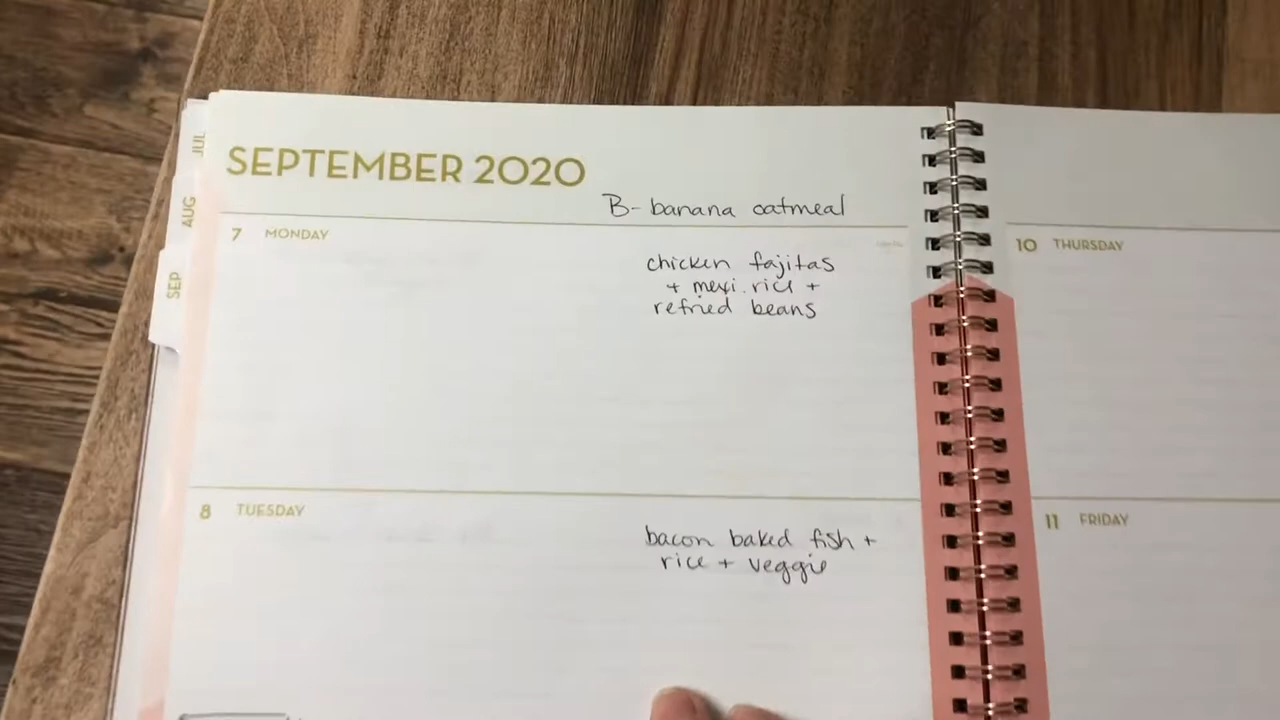 JUL
AUG
SEP
SEPTEMBER 2020
B- banana oatmeal
7 MONDAY
chicken fajitas
+ mexi. rice +
refried beans
8 TUESDAY
bacon baked fish +
rice + veggie
10 THURSDAY
11 FRIDAY